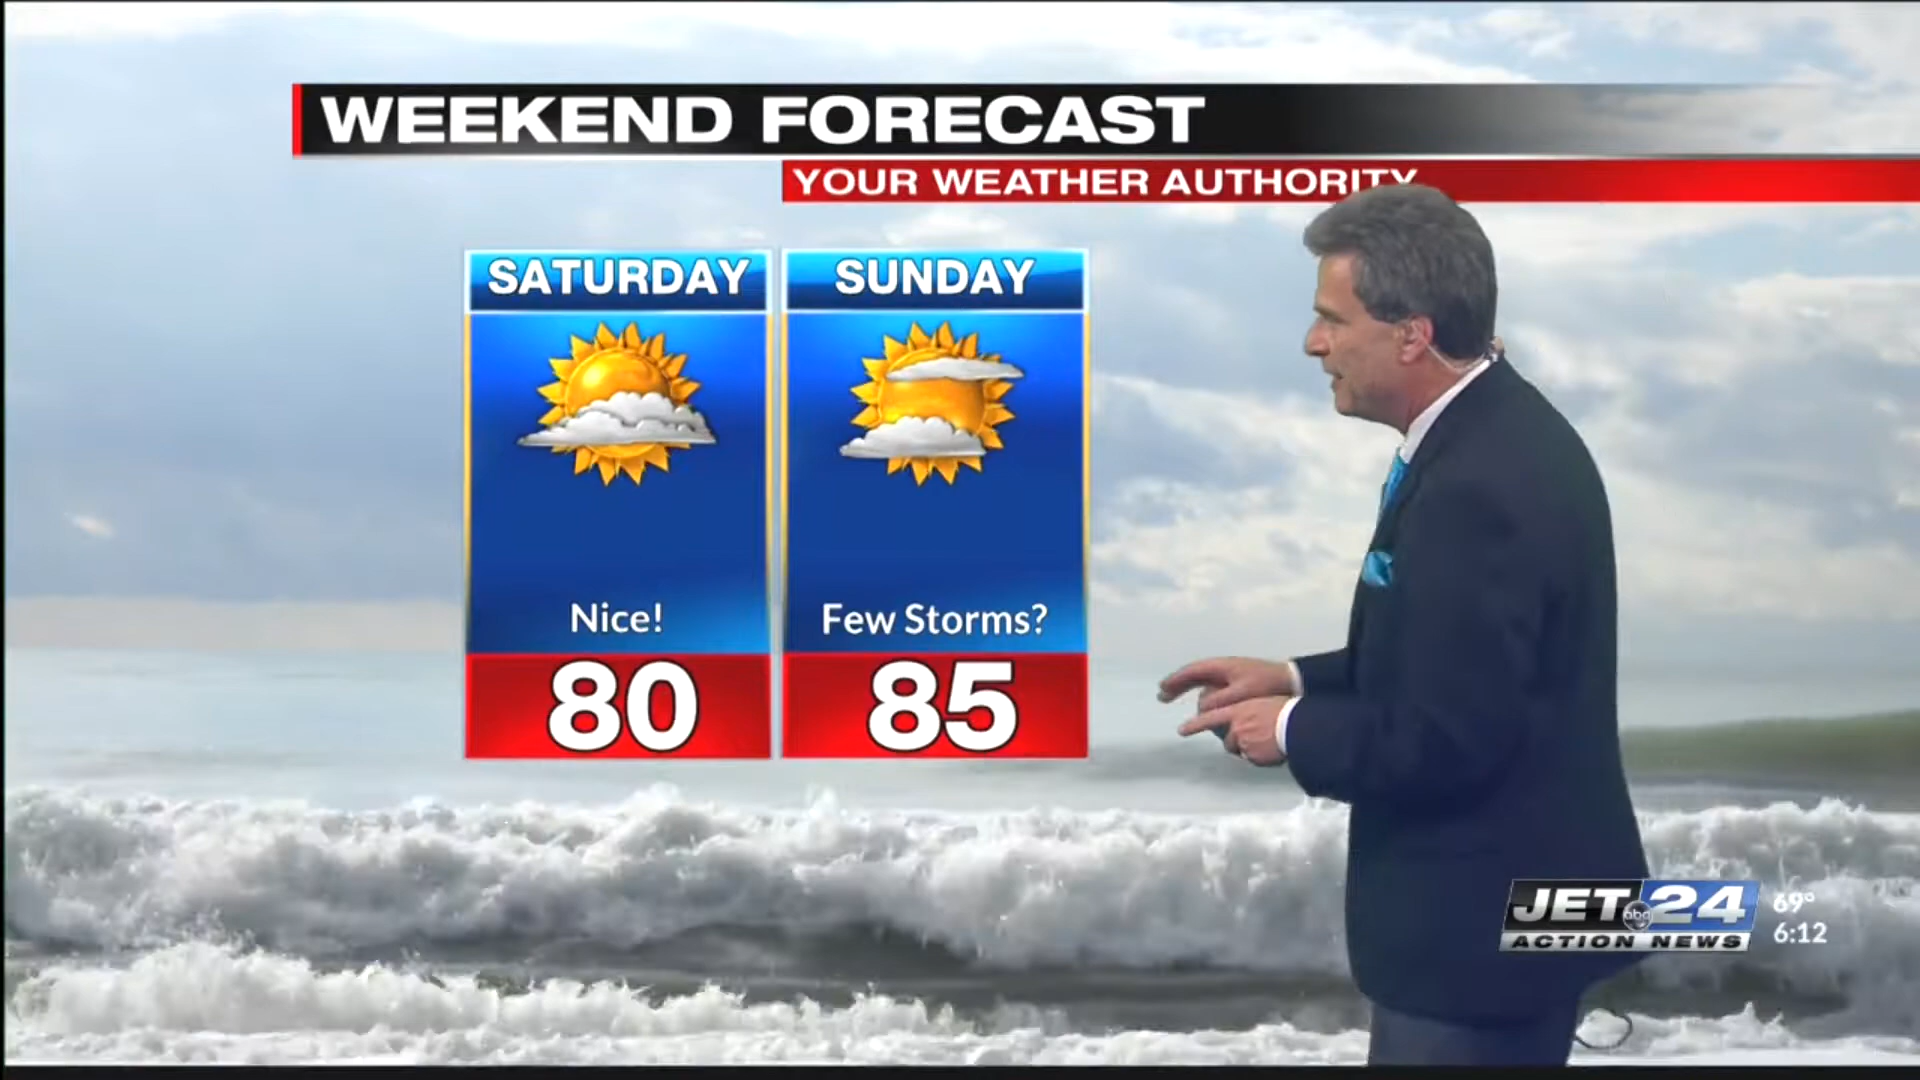 WEEKEND FORECAST
YOUR WEATHER AUTHORITY
SATURDAY
Nice!
80
SUNDAY
Few Storms?
85
JET abc 24
ACTION NEWS
69°
6:12